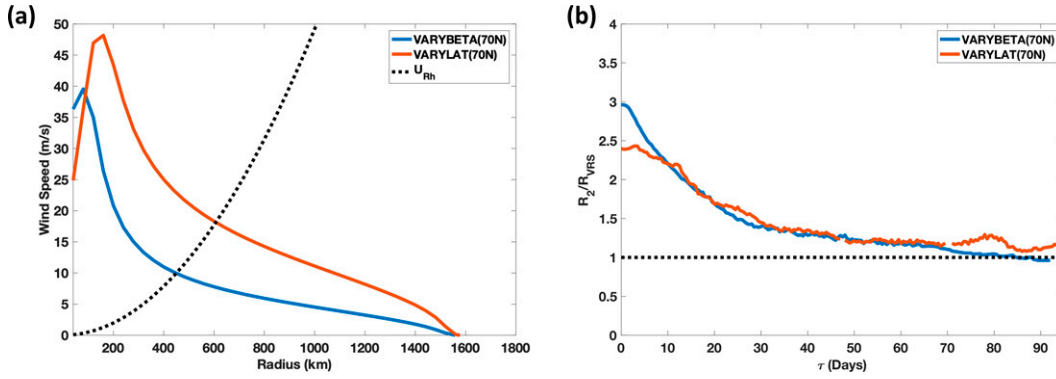 (a)
50
45
40
35
30
25
20
15
10
5
0
Wind Speed (m/s)
200 400 600 800 1000 1200 1400 1600 1800
Radius (km)
VARYBETA(70N)
VARYLAT(70N)
U_Rh
(b)
4
3.5
3
2.5
2
1.5
1
0.5
0
R_2/R_VRS
0 10 20 30 40 50 60 70 80 90
τ (Days)
VARYBETA(70N)
VARYLAT(70N)